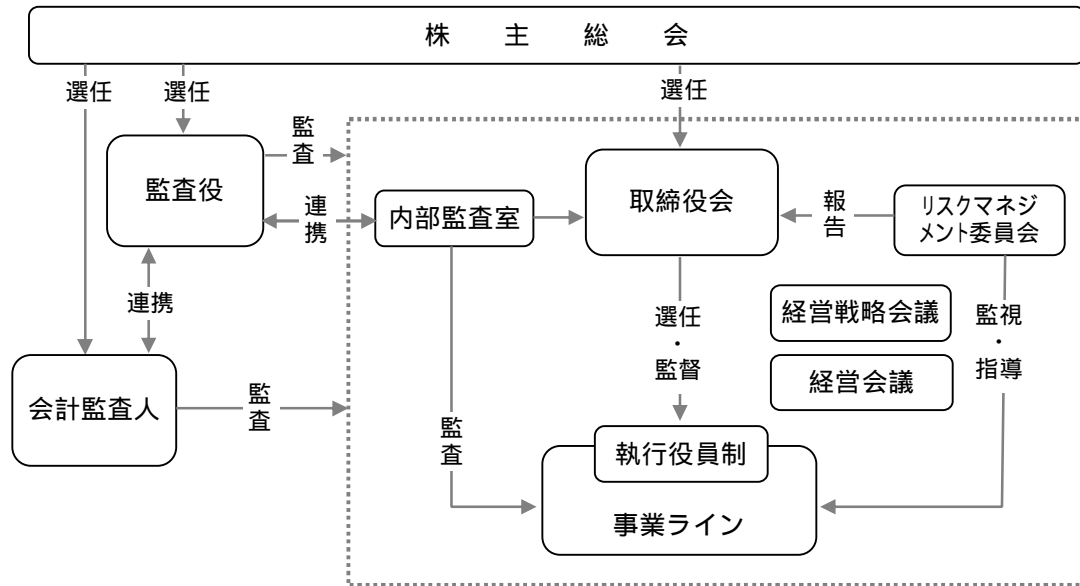 株主総会
選任
選任
選任
監査
監査役
連携
内部監査室
取締役会
報告
リスクマネジ
メント委員会
連携
選任
・
監督
経営戦略会議
監視
・
指導
会計監査人
監査
経営会議
監査
執行役員制
事業ライン